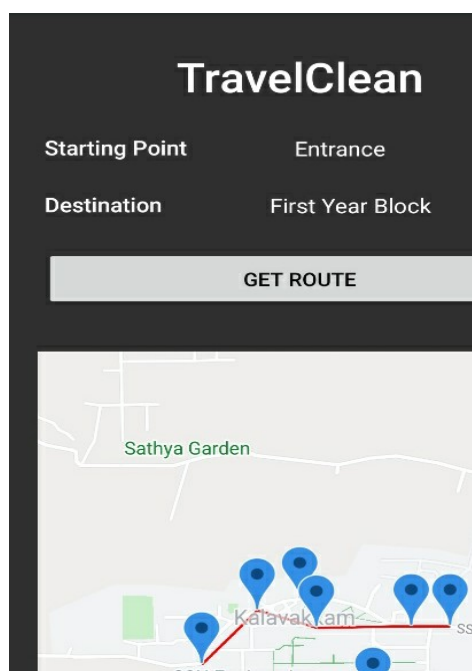 TravelClean
Starting Point Entrance
Destination First Year Block
GET ROUTE
Sathya Garden
Kalavakkam